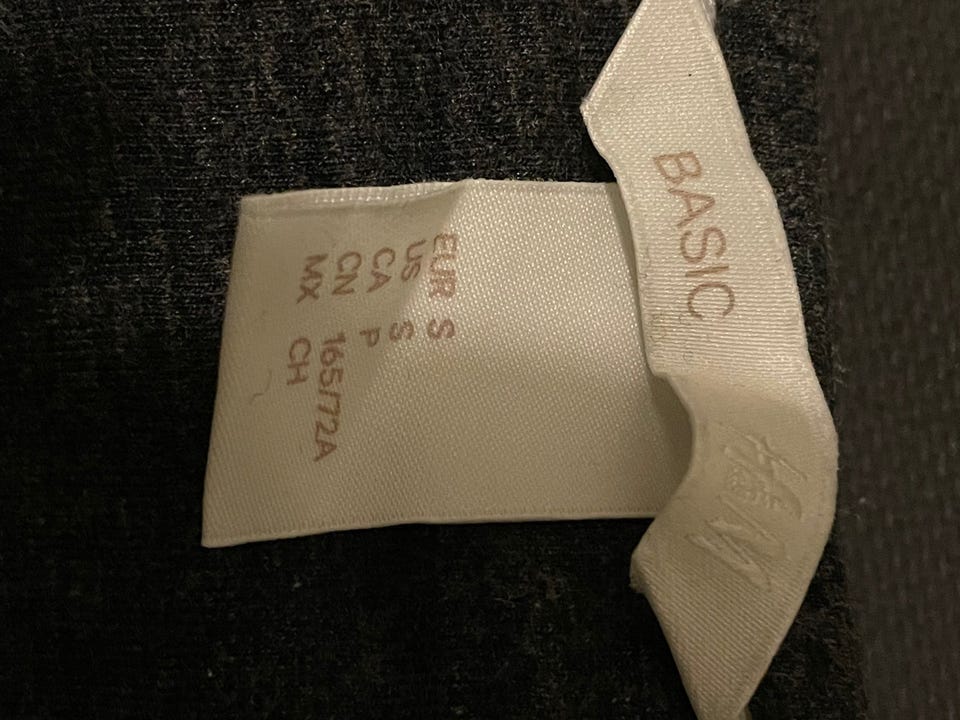 BASIC
H&M
EUR S
US S
CA P
CN 165/72A
MX CH